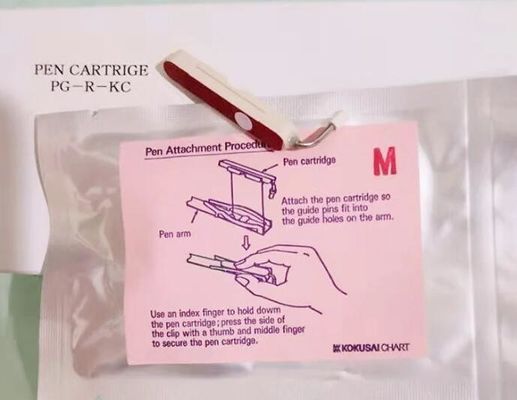 PEN CARTRIGE
PG-R-KC
Pen Attachment Procedure
M
Pen cartridge
Attach the pen cartridge so
the guide pins fit into
the guide holes on the arm.
Pen arm
Use an index finger to hold dowm
the pen cartridge; press the side of
the clip with a thumb and middle finger
to secure the pen cartridge.
KOKUSAI CHART